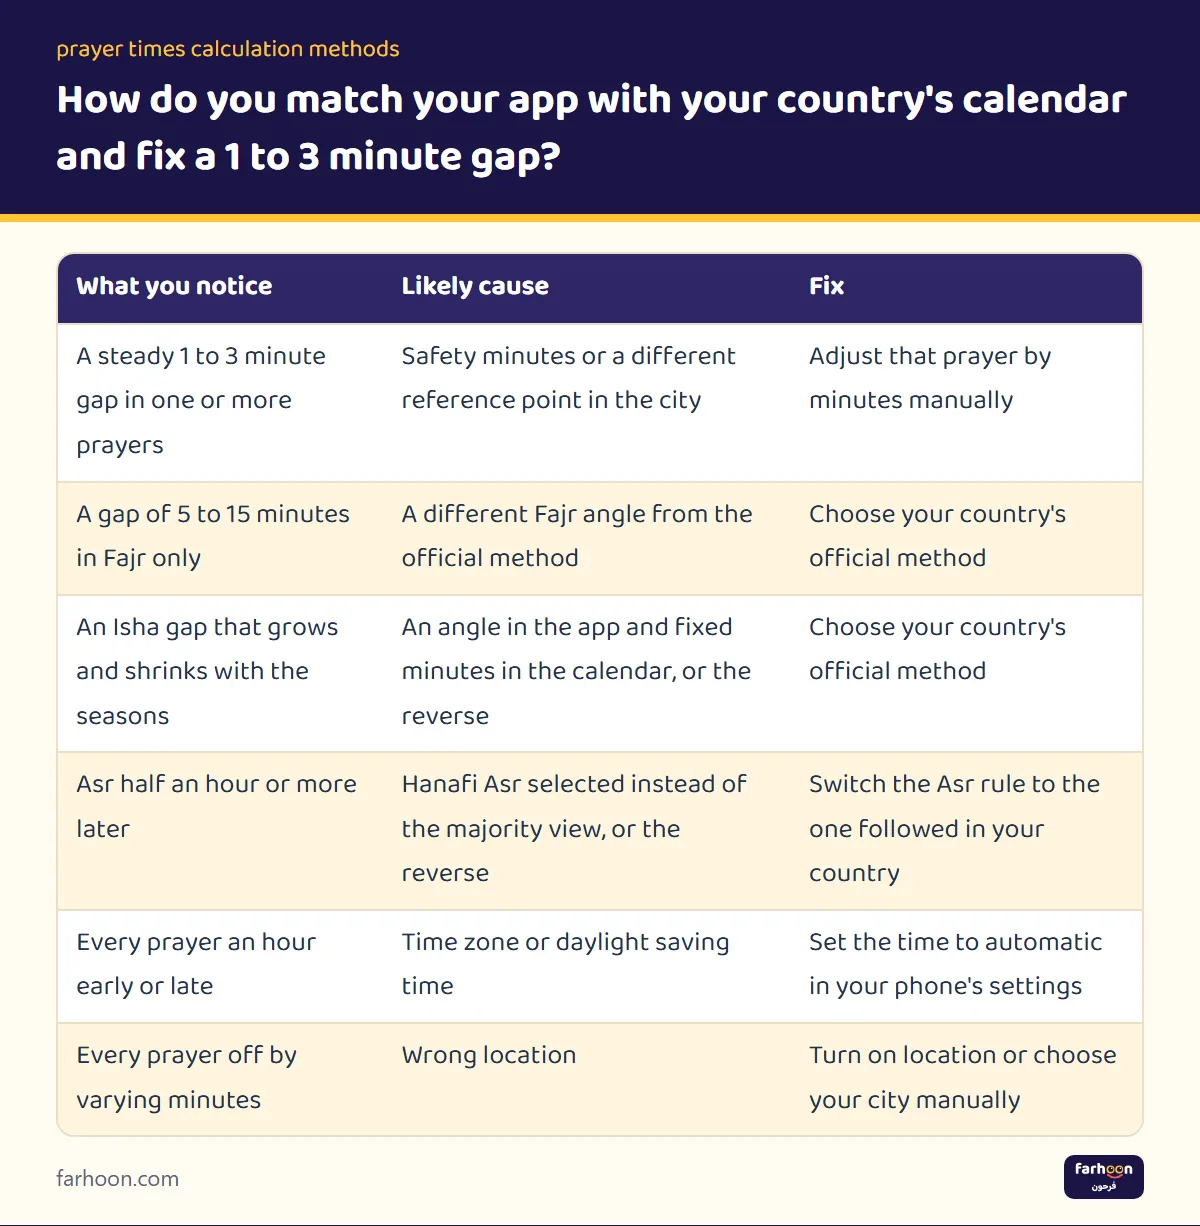 prayer times calculation methods
How do you match your app with your country's calendar
and fix a 1 to 3 minute gap?
What you notice
Likely cause
Fix
A steady 1 to 3 minute
gap in one or more
prayers
Safety minutes or a different
reference point in the city
Adjust that prayer by
minutes manually
A gap of 5 to 15 minutes
in Fajr only
A different Fajr angle from the
official method
Choose your country's
official method
An Isha gap that grows
and shrinks with the
seasons
An angle in the app and fixed
minutes in the calendar, or the
reverse
Choose your country's
official method
Asr half an hour or more
later
Hanafi Asr selected instead of
the majority view, or the
reverse
Switch the Asr rule to the
one followed in your
country
Every prayer an hour
early or late
Time zone or daylight saving
time
Set the time to automatic
in your phone's settings
Every prayer off by
varying minutes
Wrong location
Turn on location or choose
your city manually
farhoon.com
farhoon
فرحون